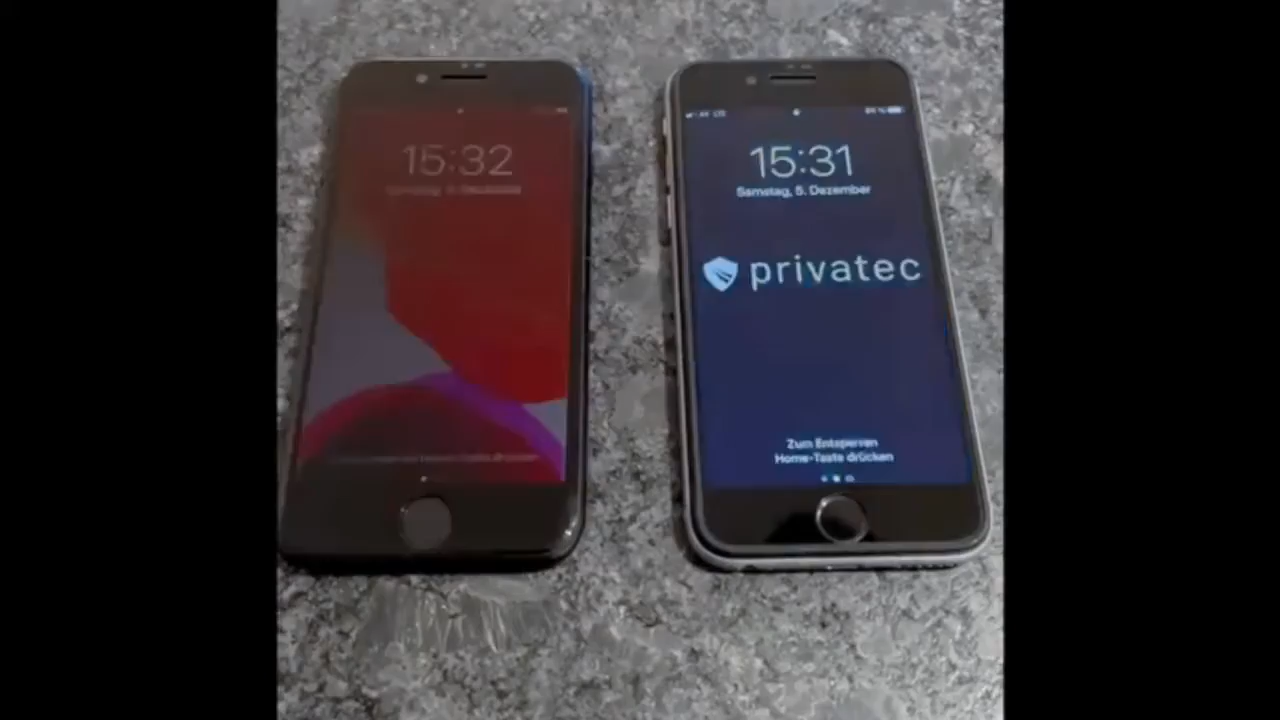 15:32
15:31
Samstag, 5. Dezember
privatec
Zum Entsperren
Home-Taste drücken